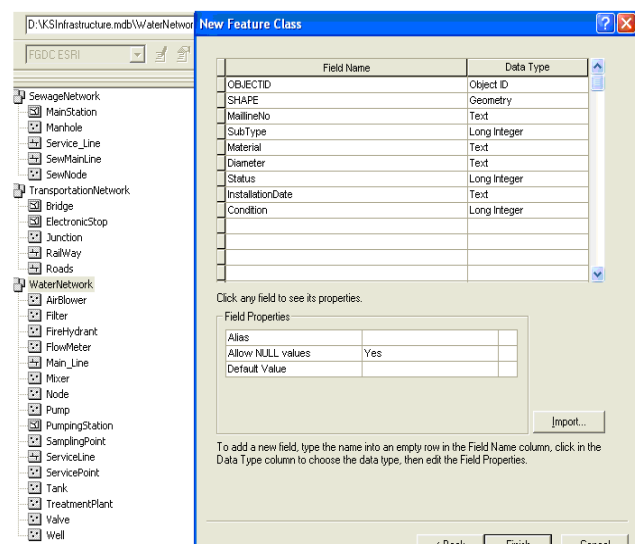 D:\KSInfrastructure.mdb\WaterNetwor
FGDC ESRI
SewageNetwork
MainStation
Manhole
Service_Line
SewMainLine
SewNode
TransportationNetwork
Bridge
ElectronicStop
Junction
RailWay
Roads
WaterNetwork
AirBlower
Filter
FireHydrant
FlowMeter
Main_Line
Mixer
Node
Pump
PumpingStation
SamplingPoint
ServiceLine
ServicePoint
Tank
TreatmentPlant
Valve
Well
New Feature Class
Field Name Data Type
OBJECTID Object ID
SHAPE Geometry
MaillineNo Text
SubType Long Integer
Material Text
Diameter Text
Status Long Integer
InstallationDate Text
Condition Long Integer
Click any field to see its properties.
Field Properties
Alias
Allow NULL values Yes
Default Value
Import...
To add a new field, type the name into an empty row in the Field Name column, click in the
Data Type column to choose the data type, then edit the Field Properties.
< Back Finish Cancel